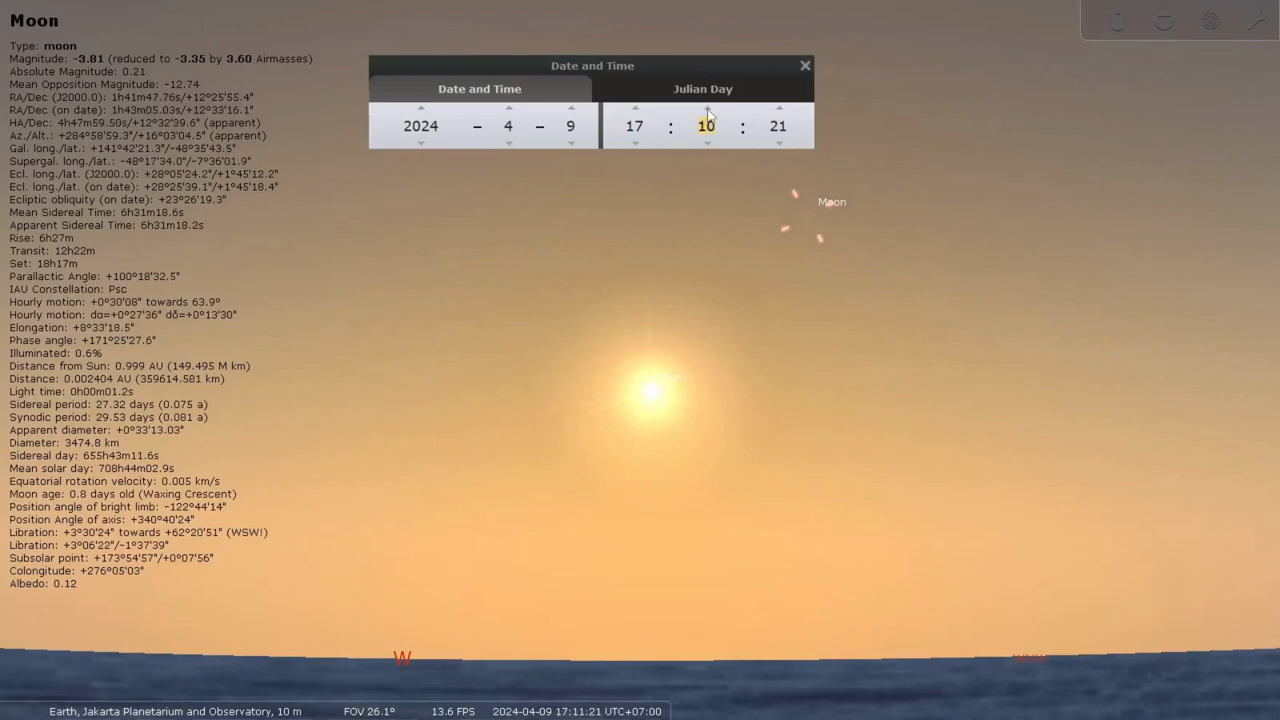 Moon
Type: moon
Magnitude: -3.81 (reduced to -3.35 by 3.60 Airmasses)
Absolute Magnitude: 0.21
Mean Opposition Magnitude: -12.74
RA/Dec (J2000.0): 1h41m47.76s/+12°25'55.4"
RA/Dec (on date): 1h43m05.03s/+12°33'16.1"
HA/Dec: 4h47m59.50s/+12°32'39.6" (apparent)
Az./Alt.: +284°58'59.3"/+16°03'04.5" (apparent)
Gal. long./lat.: +141°42'21.3"/-48°35'43.5"
Supergal. long./lat.: -48°17'34.0"/-7°36'01.9"
Ecl. long./lat. (J2000.0): +28°05'24.2"/+1°45'12.2"
Ecl. long./lat. (on date): +28°25'39.1"/+1°45'18.4"
Ecliptic obliquity (on date): +23°26'19.3"
Mean Sidereal Time: 6h31m18.6s
Apparent Sidereal Time: 6h31m18.2s
Rise: 6h27m
Transit: 12h22m
Set: 18h17m
Parallactic Angle: +100°18'32.5"
IAU Constellation: Psc
Hourly motion: +0°30'08" towards 63.9°
Hourly motion: dα=+0°27'36" dδ=+0°13'30"
Elongation: +8°33'18.5"
Phase angle: +171°25'27.6"
Illuminated: 0.6%
Distance from Sun: 0.999 AU (149.495 M km)
Distance: 0.002404 AU (359614.581 km)
Light time: 0h00m01.2s
Sidereal period: 27.32 days (0.075 a)
Synodic period: 29.53 days (0.081 a)
Apparent diameter: +0°33'13.03"
Diameter: 3474.8 km
Sidereal day: 655h43m11.6s
Mean solar day: 708h44m02.9s
Equatorial rotation velocity: 0.005 km/s
Moon age: 0.8 days old (Waxing Crescent)
Position angle of bright limb: -122°44'14"
Position Angle of axis: +340°40'24"
Libration: +3°30'24" towards +62°20'51" (WSW!)
Libration: +3°06'22"/-1°37'39"
Subsolar point: +173°54'57"/+0°07'56"
Colongitude: +276°05'03"
Albedo: 0.12
Date and Time
Date and Time Julian Day
2024 - 4 - 9 17 : 10 : 21
Moon
W
Earth, Jakarta Planetarium and Observatory, 10 m FOV 26.1° 13.6 FPS 2024-04-09 17:11:21 UTC+07:00